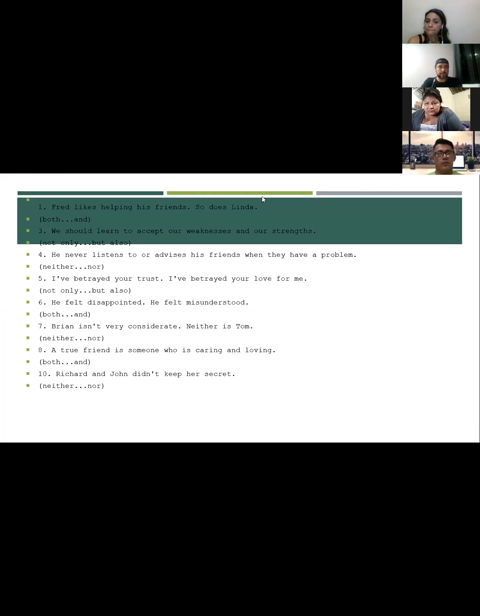 1. Fred likes helping his friends. So does Linda.
(both...and)
3. We should learn to accept our weaknesses and our strengths.
(not only...but also)
4. He never listens to or advises his friends when they have a problem.
(neither...nor)
5. I've betrayed your trust. I've betrayed your love for me.
(not only...but also)
6. He felt disappointed. He felt misunderstood.
(both...and)
7. Brian isn't very considerate. Neither is Tom.
(neither...nor)
8. A true friend is someone who is caring and loving.
(both...and)
10. Richard and John didn't keep her secret.
(neither...nor)